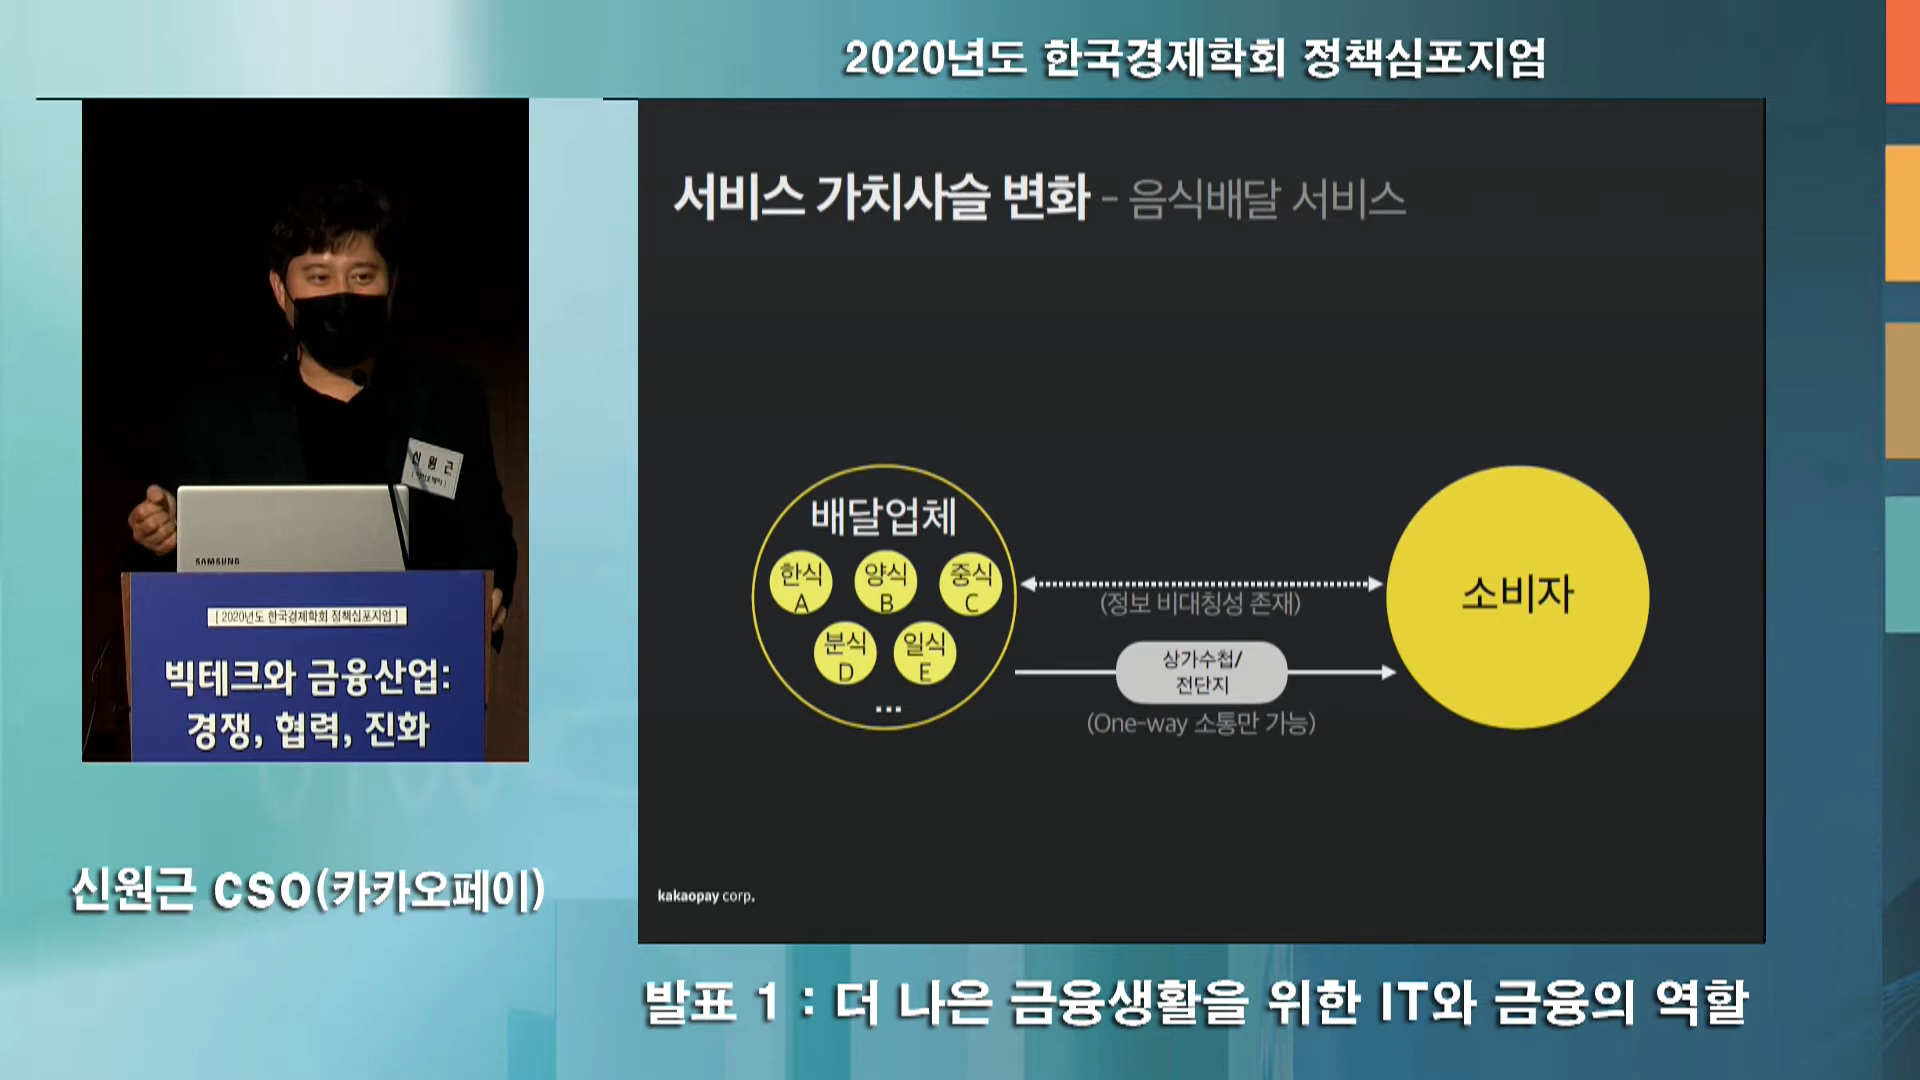 2020년도 한국경제학회 정책심포지엄
서비스 가치사슬 변화 - 음식배달 서비스
배달업체
한식
A
양식
B
중식
C
분식
D
일식
E
...
(정보 비대칭성 존재)
상가수첩/
전단지
(One-way 소통만 가능)
소비자
kakaopay corp.
신 원 근
SAMSUNG
[ 2020년도 한국경제학회 정책심포지엄 ]
빅테크와 금융산업:
경쟁, 협력, 진화
신원근 CSO(카카오페이)
발표 1 : 더 나은 금융생활을 위한 IT와 금융의 역할